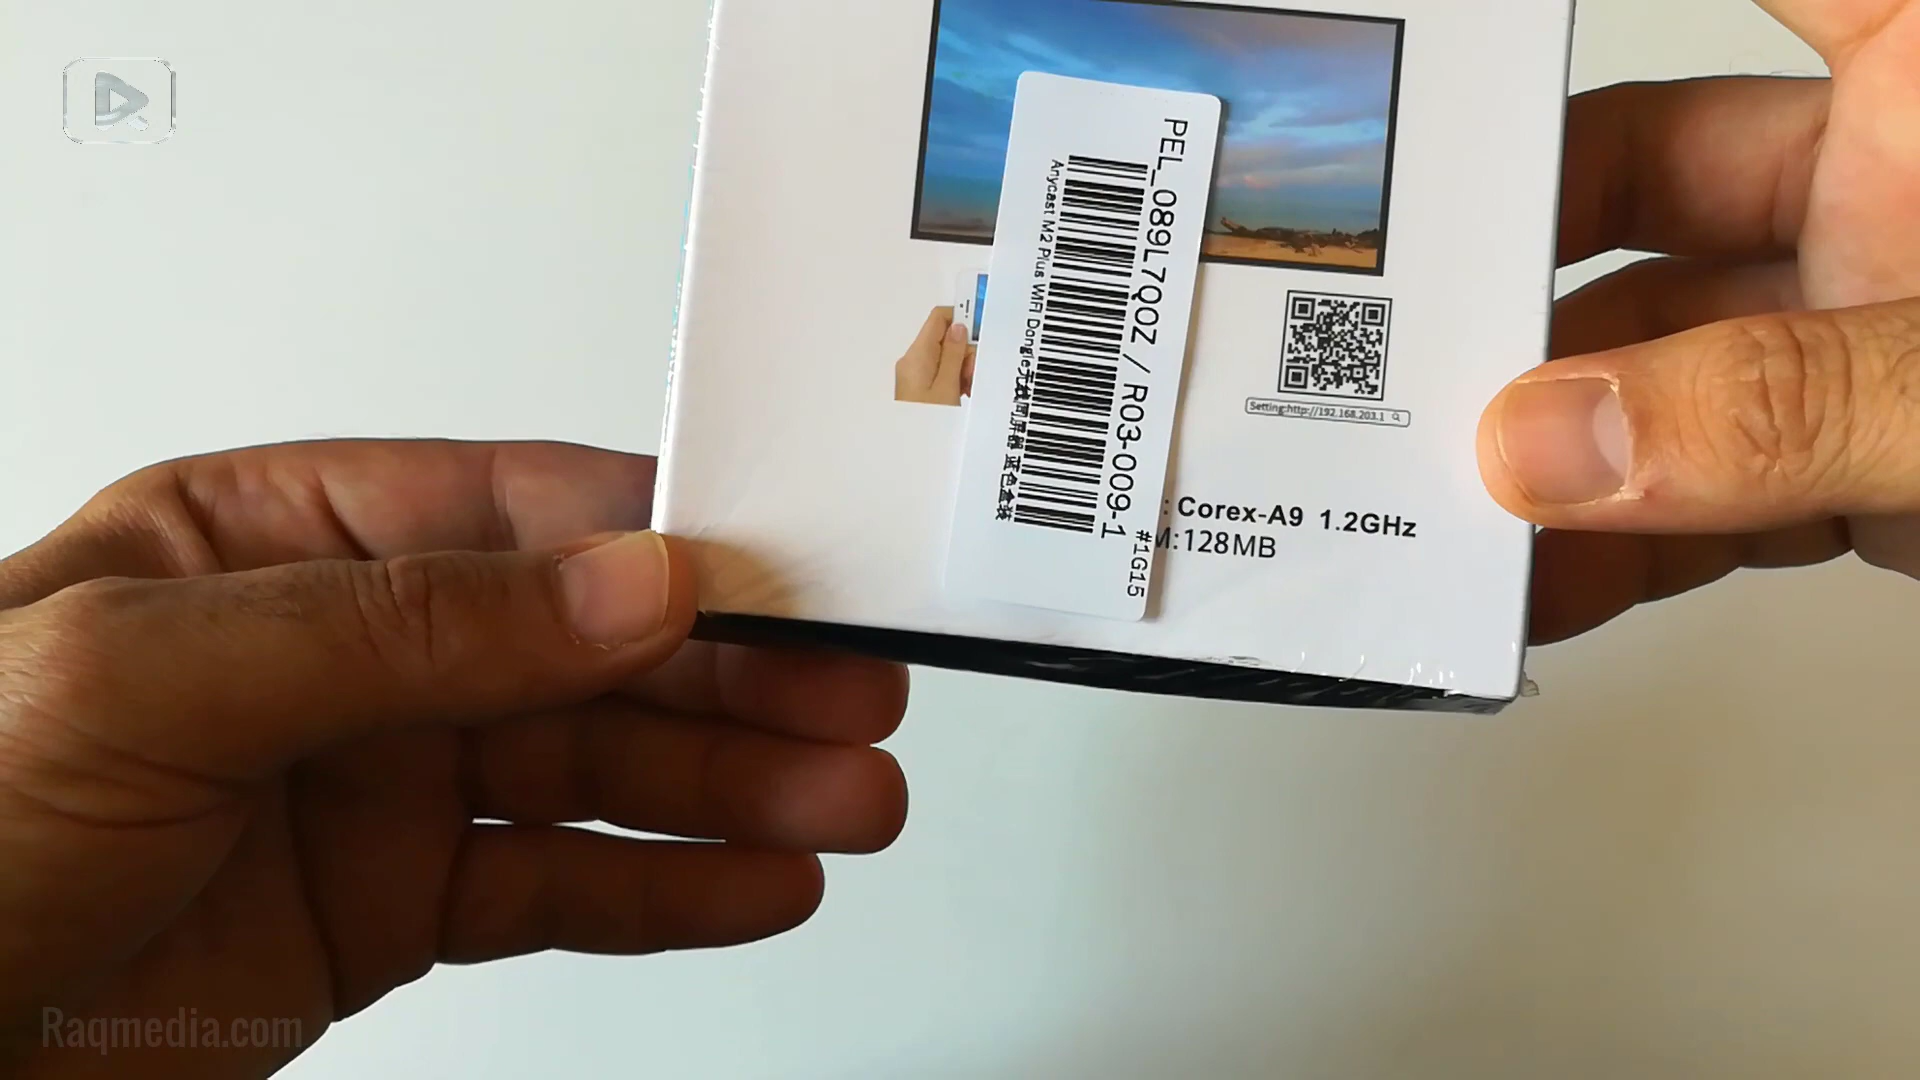 PEL_089L7QOZ / R03-009-1
Anycast M2 Plus WIFI Dongle无线同屏器 蓝色盒装
#1G15
Setting:http://192.168.203.1
: Corex-A9 1.2GHz
M:128MB
Raqmedia.com